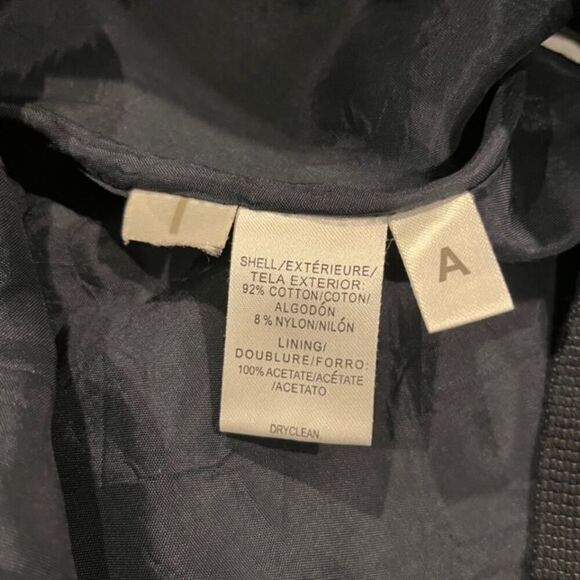 SHELL/EXTÉRIEURE/
TELA EXTERIOR:
92% COTTON/COTON/
ALGODÓN
8% NYLON/NILÓN
LINING/
DOUBLURE/FORRO:
100% ACETATE/ACÉTATE
/ACETATO
DRYCLEAN
A